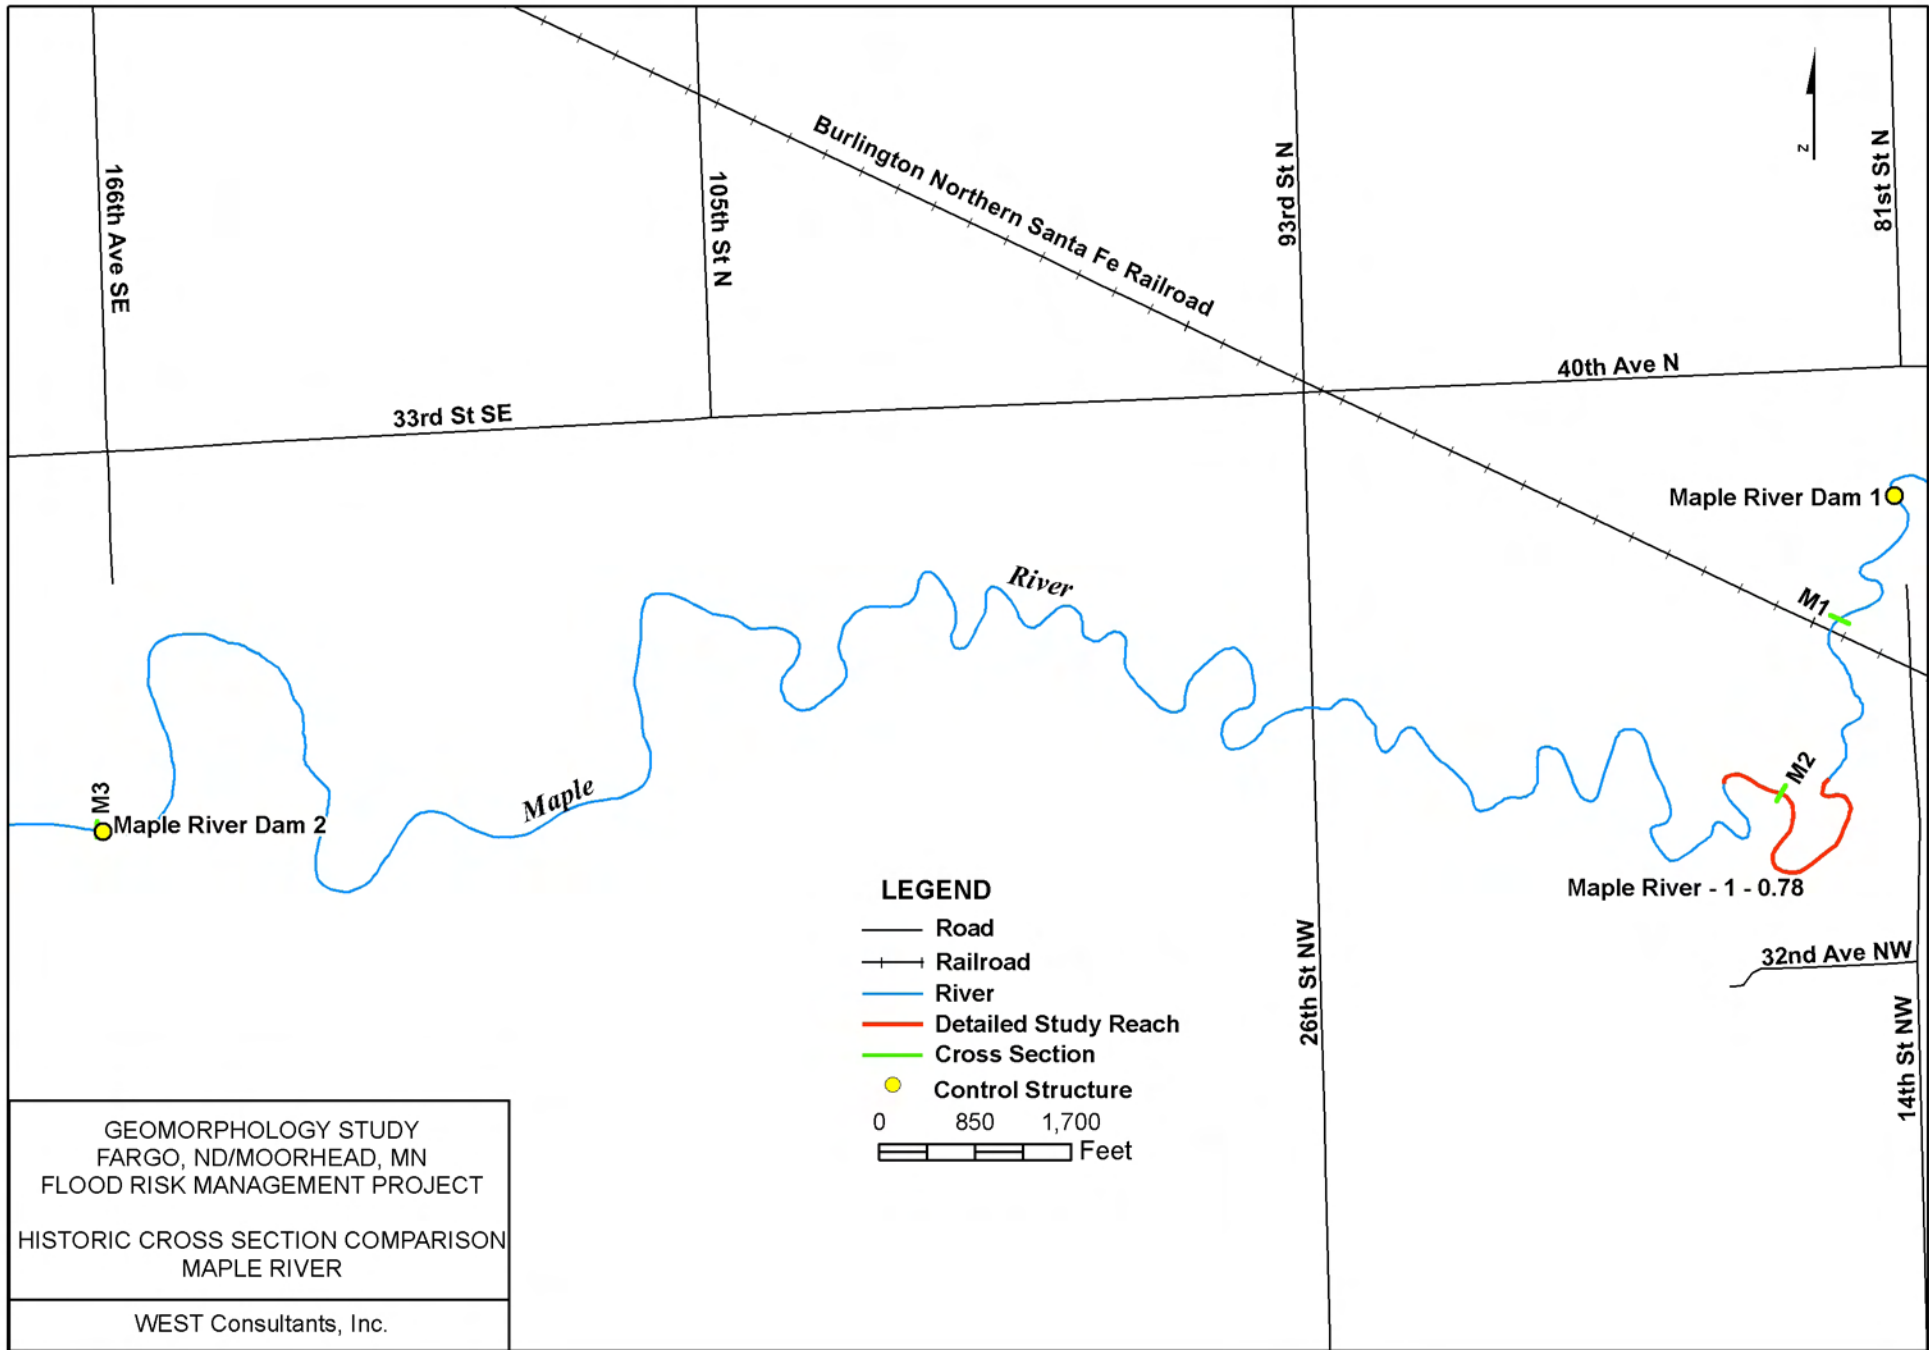 166th Ave SE
105th St N
Burlington Northern Santa Fe Railroad
93rd St N
81st St N
N
33rd St SE
40th Ave N
Maple River Dam 1
River
M1
M2
M3
Maple River Dam 2
Maple
Maple River - 1 - 0.78
32nd Ave NW
26th St NW
14th St NW
LEGEND
Road
Railroad
River
Detailed Study Reach
Cross Section
Control Structure
0 850 1,700
Feet
GEOMORPHOLOGY STUDY
FARGO, ND/MOORHEAD, MN
FLOOD RISK MANAGEMENT PROJECT
HISTORIC CROSS SECTION COMPARISON
MAPLE RIVER
WEST Consultants, Inc.